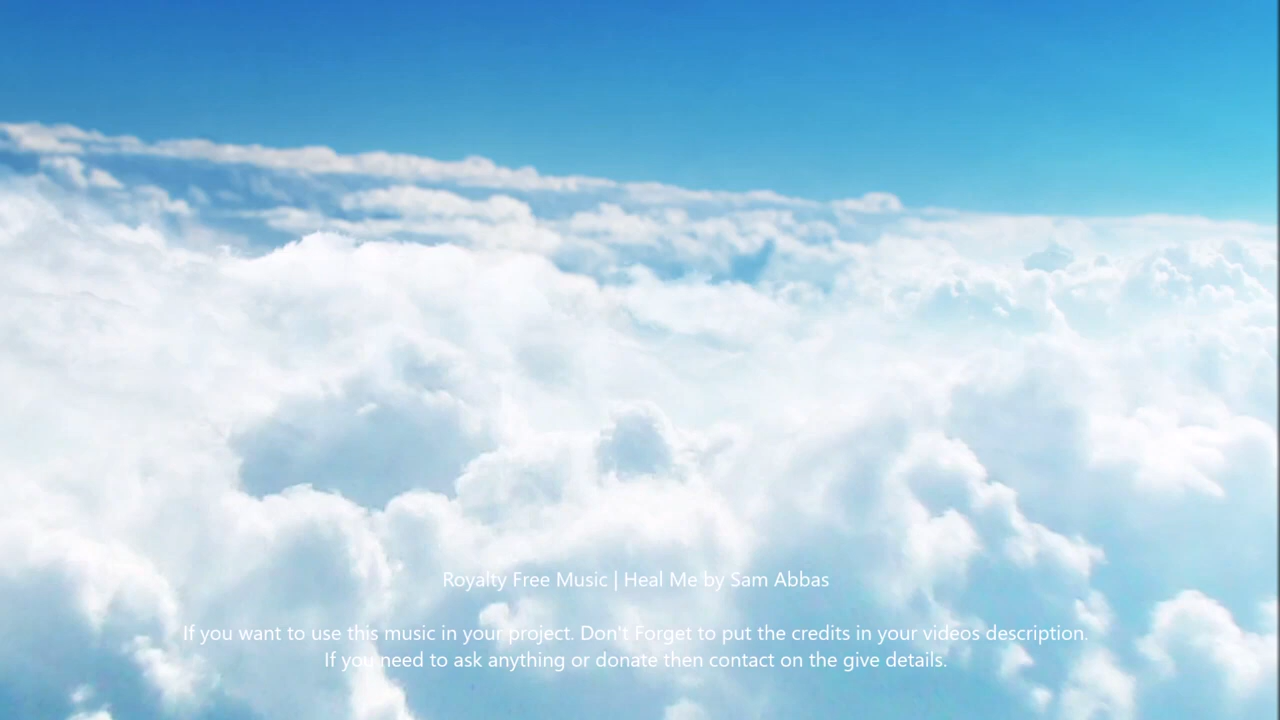 Royalty Free Music | Heal Me by Sam Abbas
If you want to use this music in your project. Don't Forget to put the credits in your videos description.
If you need to ask anything or donate then contact on the give details.